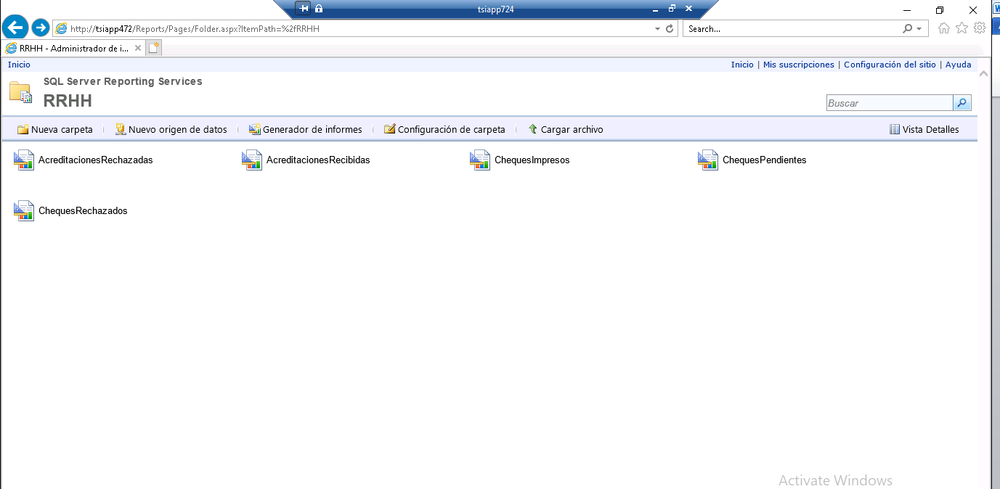 tsiapp724
http://tsiapp472/Reports/Pages/Folder.aspx?ItemPath=%2fRRHH
Search...
RRHH - Administrador de i...
Inicio
Inicio | Mis suscripciones | Configuración del sitio | Ayuda
SQL Server Reporting Services
RRHH
Buscar
Nueva carpeta
Nuevo origen de datos
Generador de informes
Configuración de carpeta
Cargar archivo
Vista Detalles
AcreditacionesRechazadas
AcreditacionesRecibidas
ChequesImpresos
ChequesPendientes
ChequesRechazados
Activate Windows